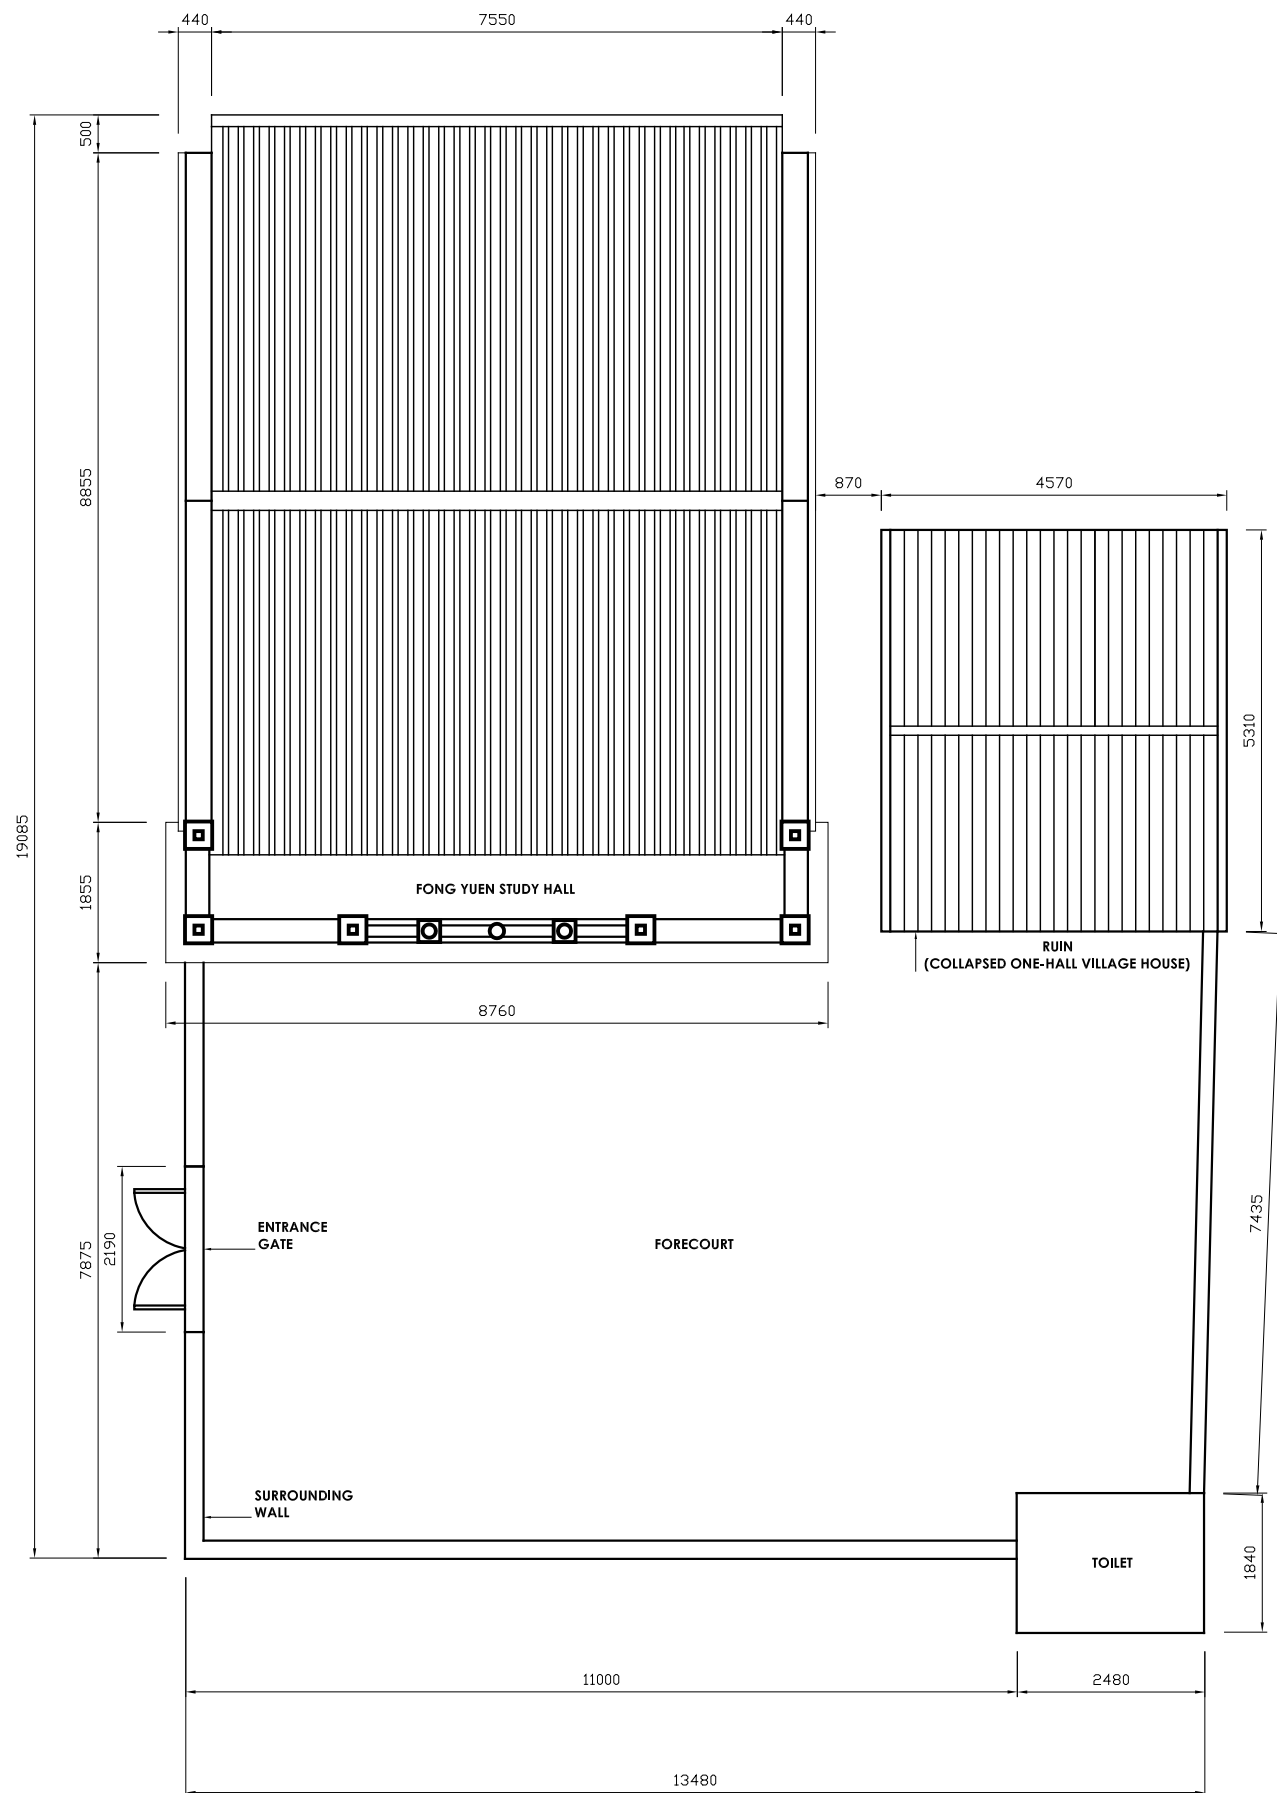 440
7550
440
500
8855
870
4570
5310
19085
1855
FONG YUEN STUDY HALL
RUIN
(COLLAPSED ONE-HALL VILLAGE HOUSE)
8760
7435
ENTRANCE
GATE
FORECOURT
2190
7875
SURROUNDING
WALL
TOILET
1840
11000
2480
13480